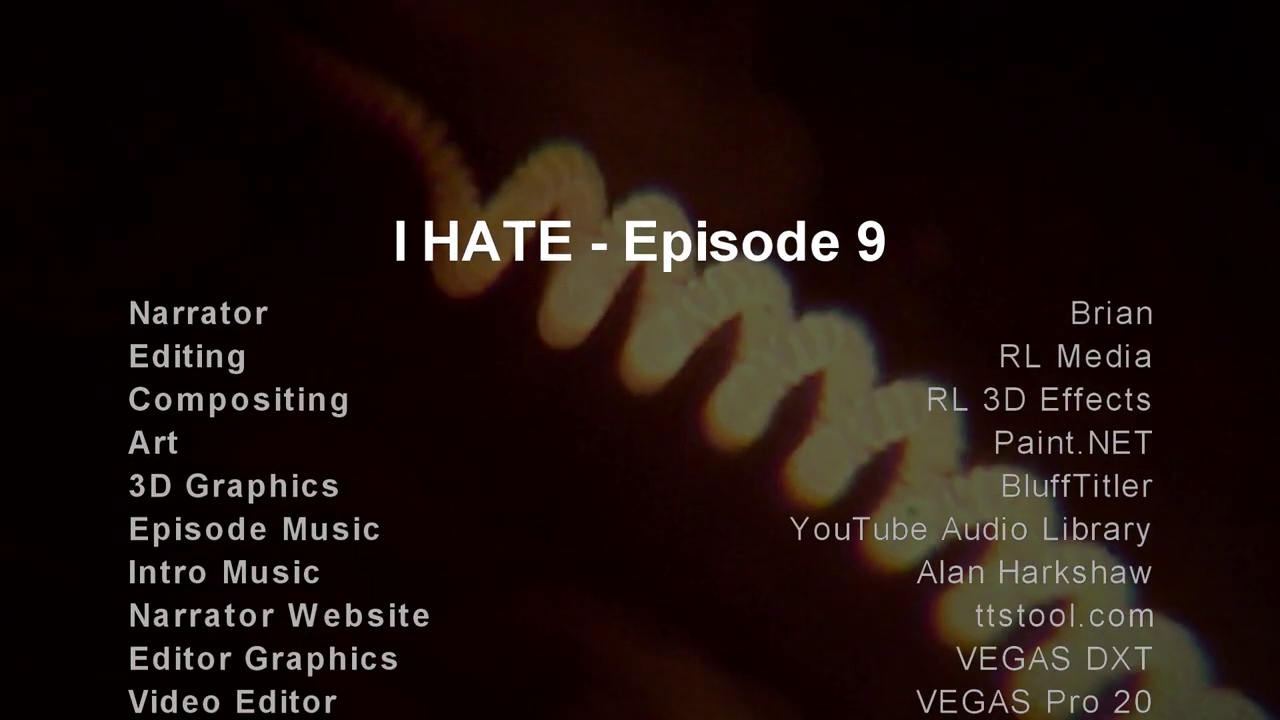 I HATE - Episode 9
Narrator Brian
Editing RL Media
Compositing RL 3D Effects
Art Paint.NET
3D Graphics BluffTitler
Episode Music YouTube Audio Library
Intro Music Alan Harkshaw
Narrator Website ttstool.com
Editor Graphics VEGAS DXT
Video Editor VEGAS Pro 20